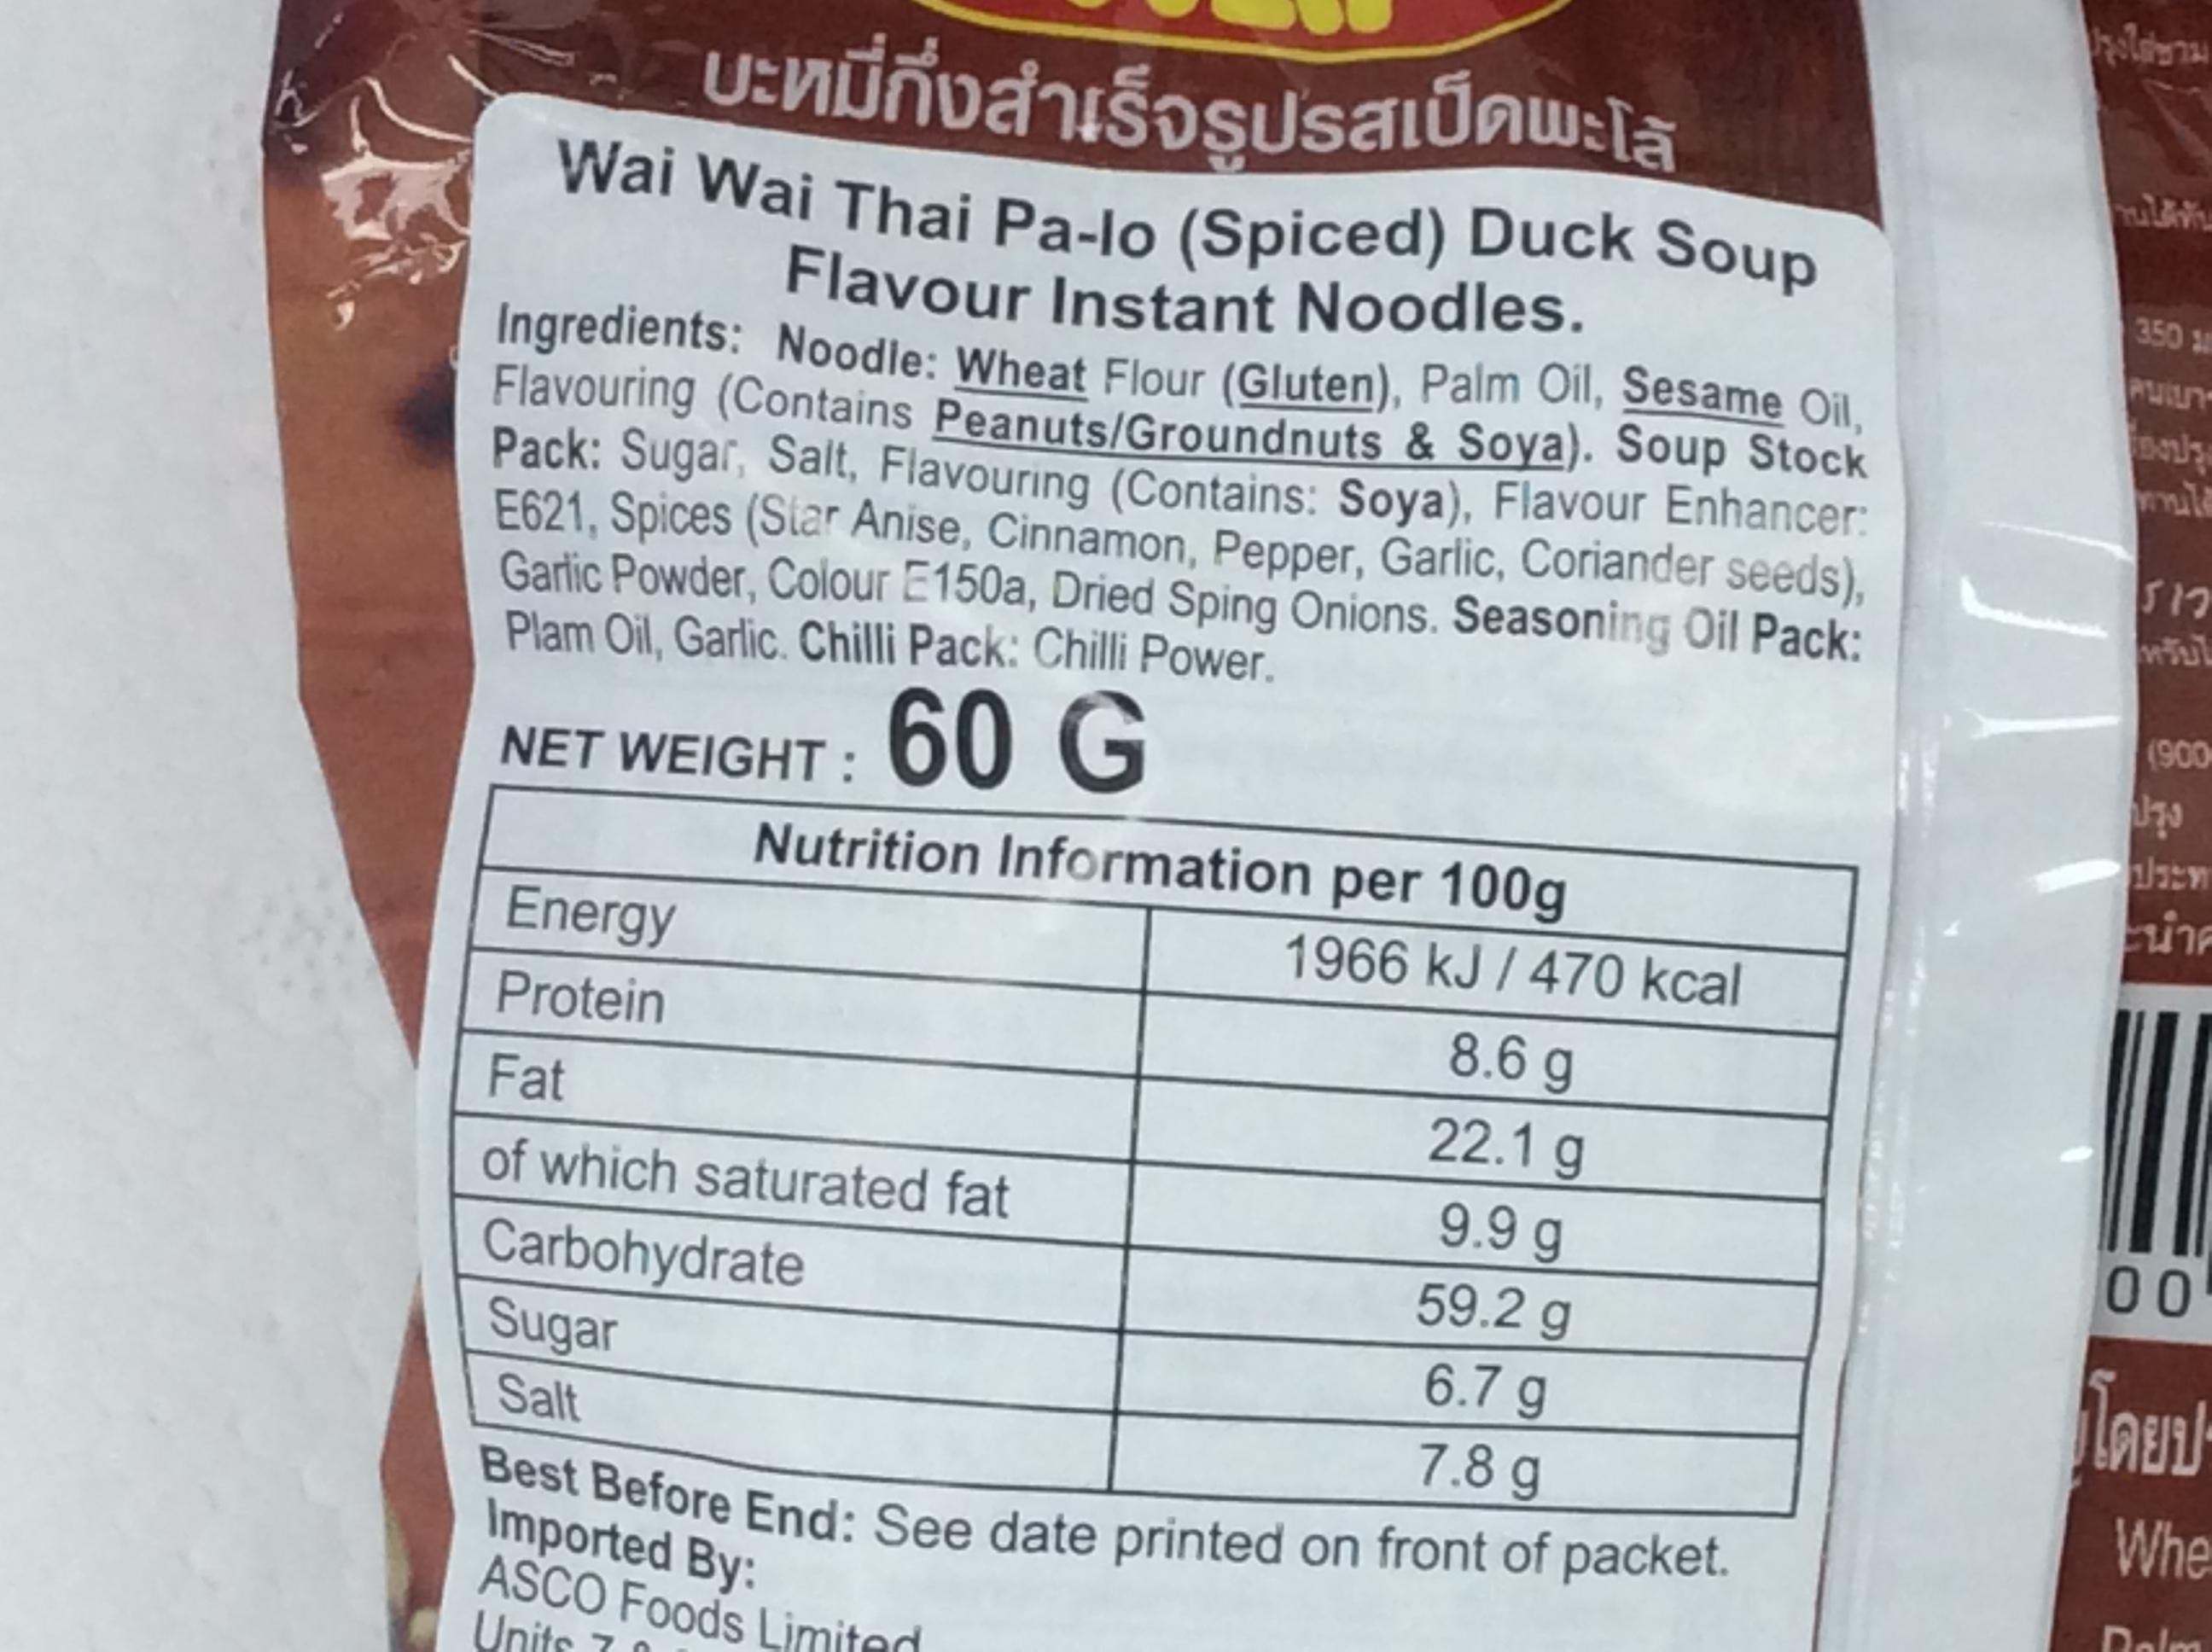 บะหมี่กึ่งสำเร็จรูปรสเป็ดพะโล้
Wai Wai Thai Pa-lo (Spiced) Duck Soup
Flavour Instant Noodles.
Ingredients: Noodle: Wheat Flour (Gluten), Palm Oil, Sesame Oil,
Flavouring (Contains Peanuts/Groundnuts & Soya). Soup Stock
Pack: Sugar, Salt, Flavouring (Contains: Soya), Flavour Enhancer:
E621, Spices (Star Anise, Cinnamon, Pepper, Garlic, Coriander seeds),
Garlic Powder, Colour E150a, Dried Sping Onions. Seasoning Oil Pack:
Plam Oil, Garlic. Chilli Pack: Chilli Power.
NET WEIGHT : 60 G
Nutrition Information per 100g
Energy 1966 kJ / 470 kcal
Protein 8.6 g
Fat 22.1 g
of which saturated fat 9.9 g
Carbohydrate 59.2 g
Sugar 6.7 g
Salt 7.8 g
Best Before End: See date printed on front of packet.
Imported By:
ASCO Foods Limited
Units 7
350
(900
ปรุง
00